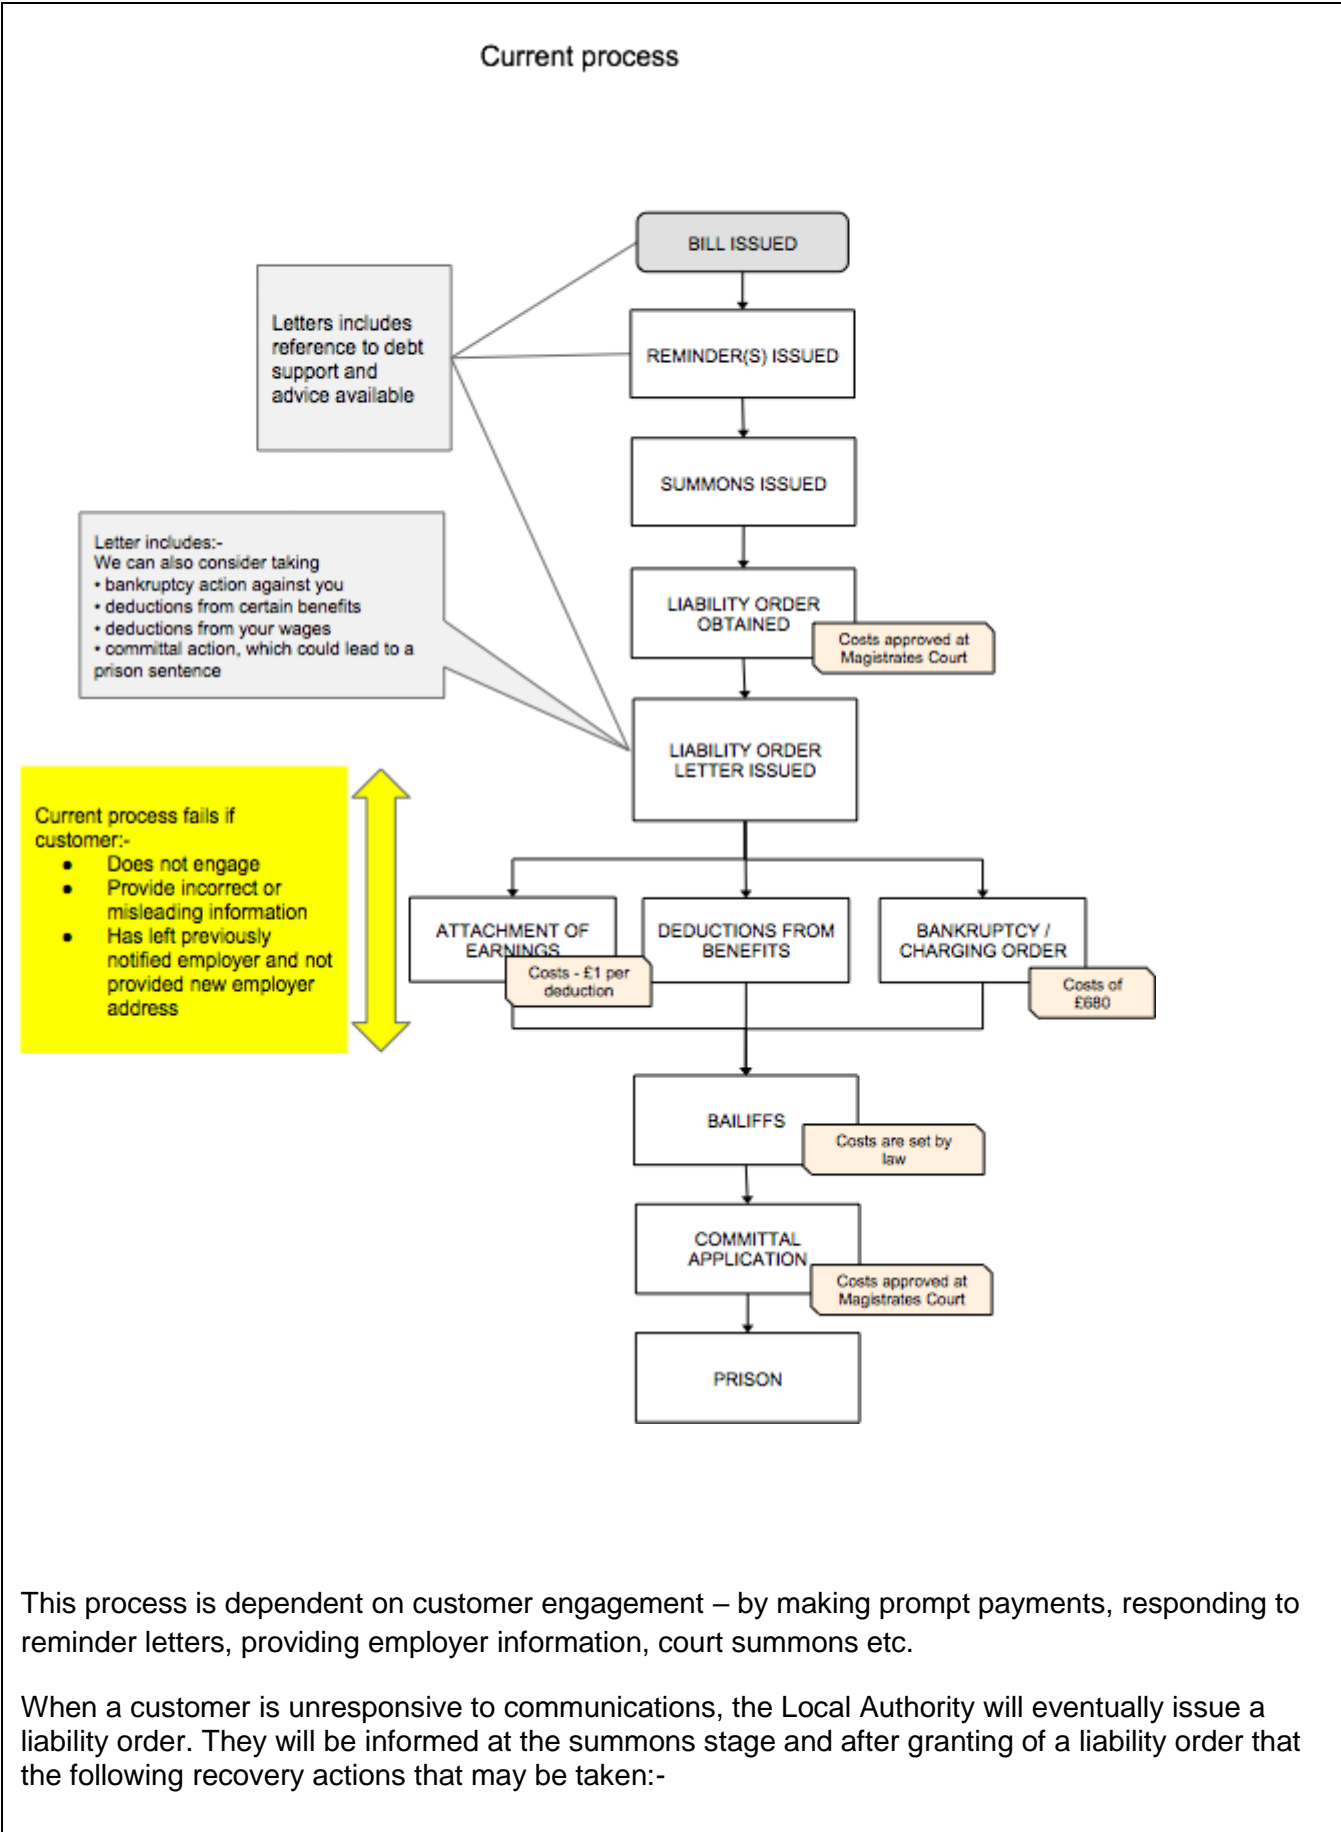 Current process
BILL ISSUED
Letters includes
reference to debt
support and
advice available
REMINDER(S) ISSUED
SUMMONS ISSUED
Letter includes:-
We can also consider taking
• bankruptcy action against you
• deductions from certain benefits
• deductions from your wages
• committal action, which could lead to a
prison sentence
LIABILITY ORDER
OBTAINED
Costs approved at
Magistrates Court
LIABILITY ORDER
LETTER ISSUED
Current process fails if
customer:-
● Does not engage
● Provide incorrect or
misleading information
● Has left previously
notified employer and not
provided new employer
address
ATTACHMENT OF
EARNINGS
Costs - £1 per
deduction
DEDUCTIONS FROM
BENEFITS
BANKRUPTCY /
CHARGING ORDER
Costs of
£680
BAILIFFS
Costs are set by
law
COMMITTAL
APPLICATION
Costs approved at
Magistrates Court
PRISON
This process is dependent on customer engagement – by making prompt payments, responding to
reminder letters, providing employer information, court summons etc.
When a customer is unresponsive to communications, the Local Authority will eventually issue a
liability order. They will be informed at the summons stage and after granting of a liability order that
the following recovery actions that may be taken:-